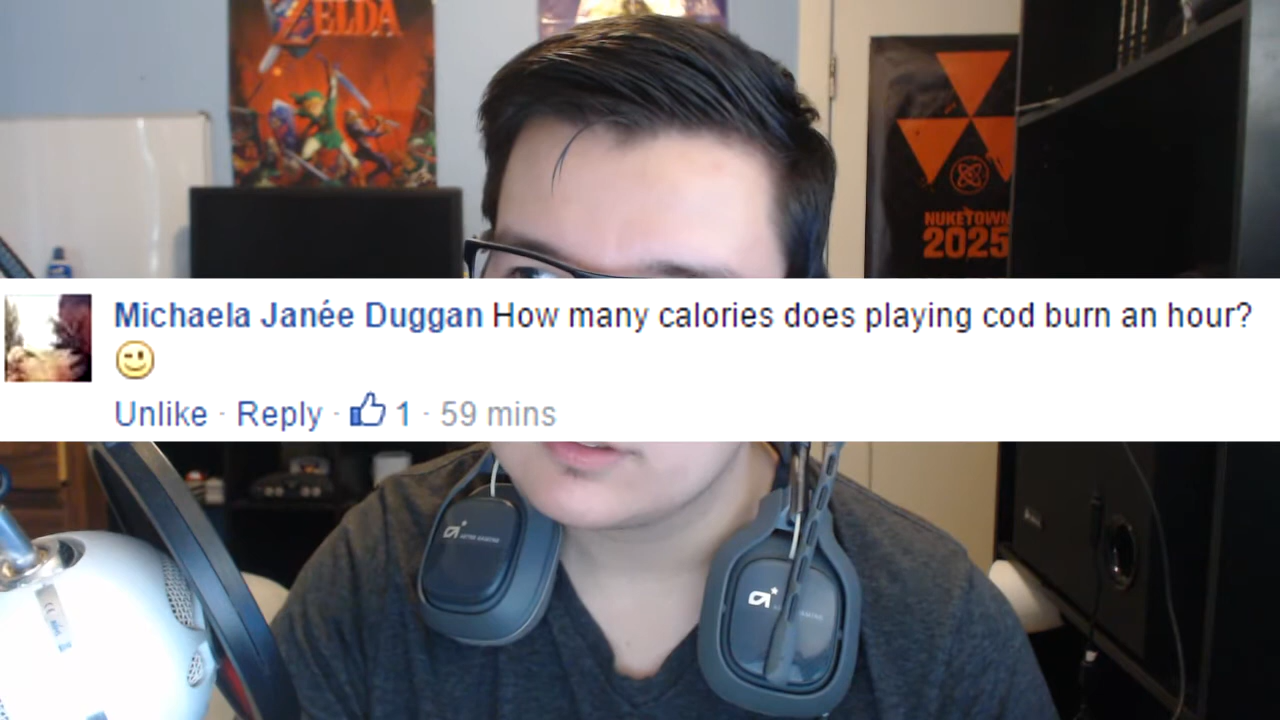 ZELDA
NUKETOWN
2025
Michaela Janée Duggan How many calories does playing cod burn an hour?
Unlike · Reply · 1 · 59 mins